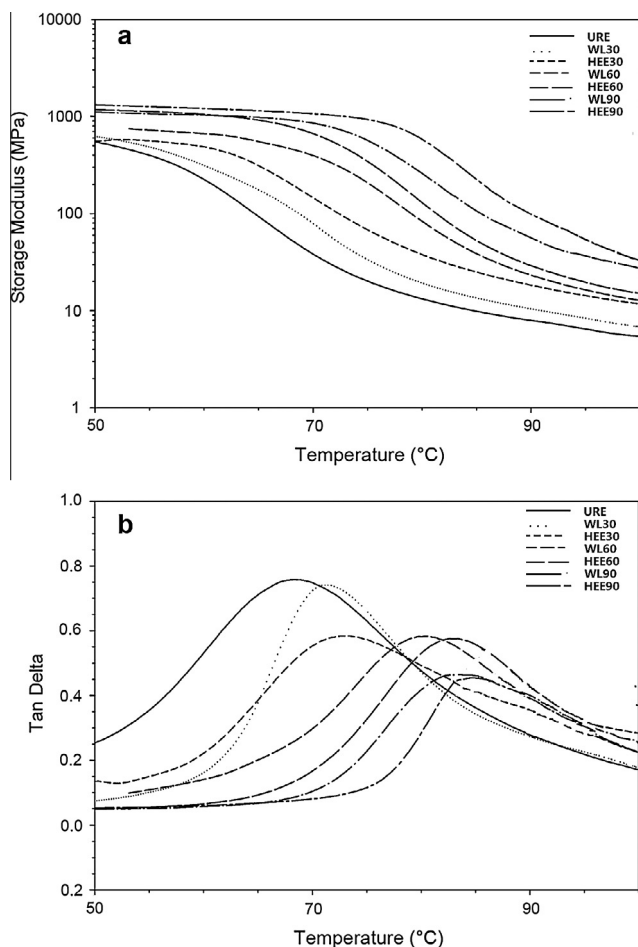 a
URE
WL30
HEE30
WL60
HEE60
WL90
HEE90
10000
1000
100
10
1
Storage Modulus (MPa)
50
70
90
Temperature (°C)
b
URE
WL30
HEE30
WL60
HEE60
WL90
HEE90
1.0
0.8
0.6
0.4
0.2
0.0
0.2
Tan Delta
50
70
90
Temperature (°C)